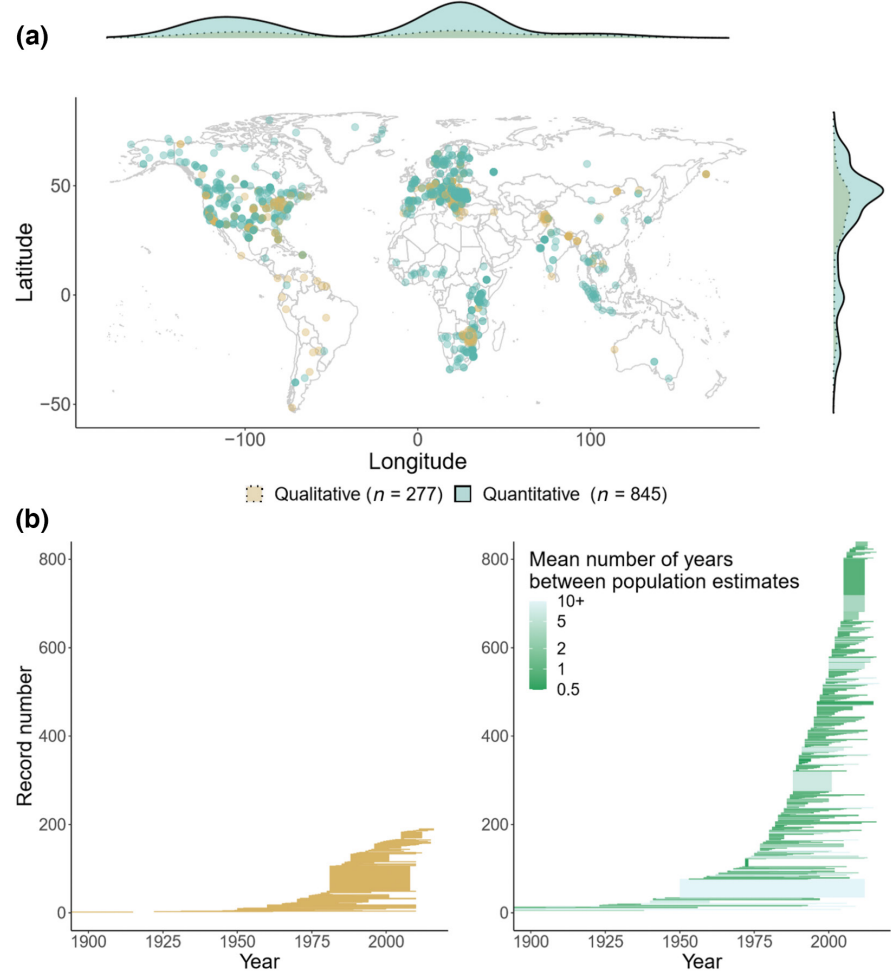 (a)
Latitude
50
0
−50
−100
0
100
Longitude
Qualitative (n = 277)
Quantitative (n = 845)
(b)
Record number
800
600
400
200
0
1900
1925
1950
1975
2000
Year
Mean number of years
between population estimates
10+
5
2
1
0.5
800
600
400
200
0
1900
1925
1950
1975
2000
Year